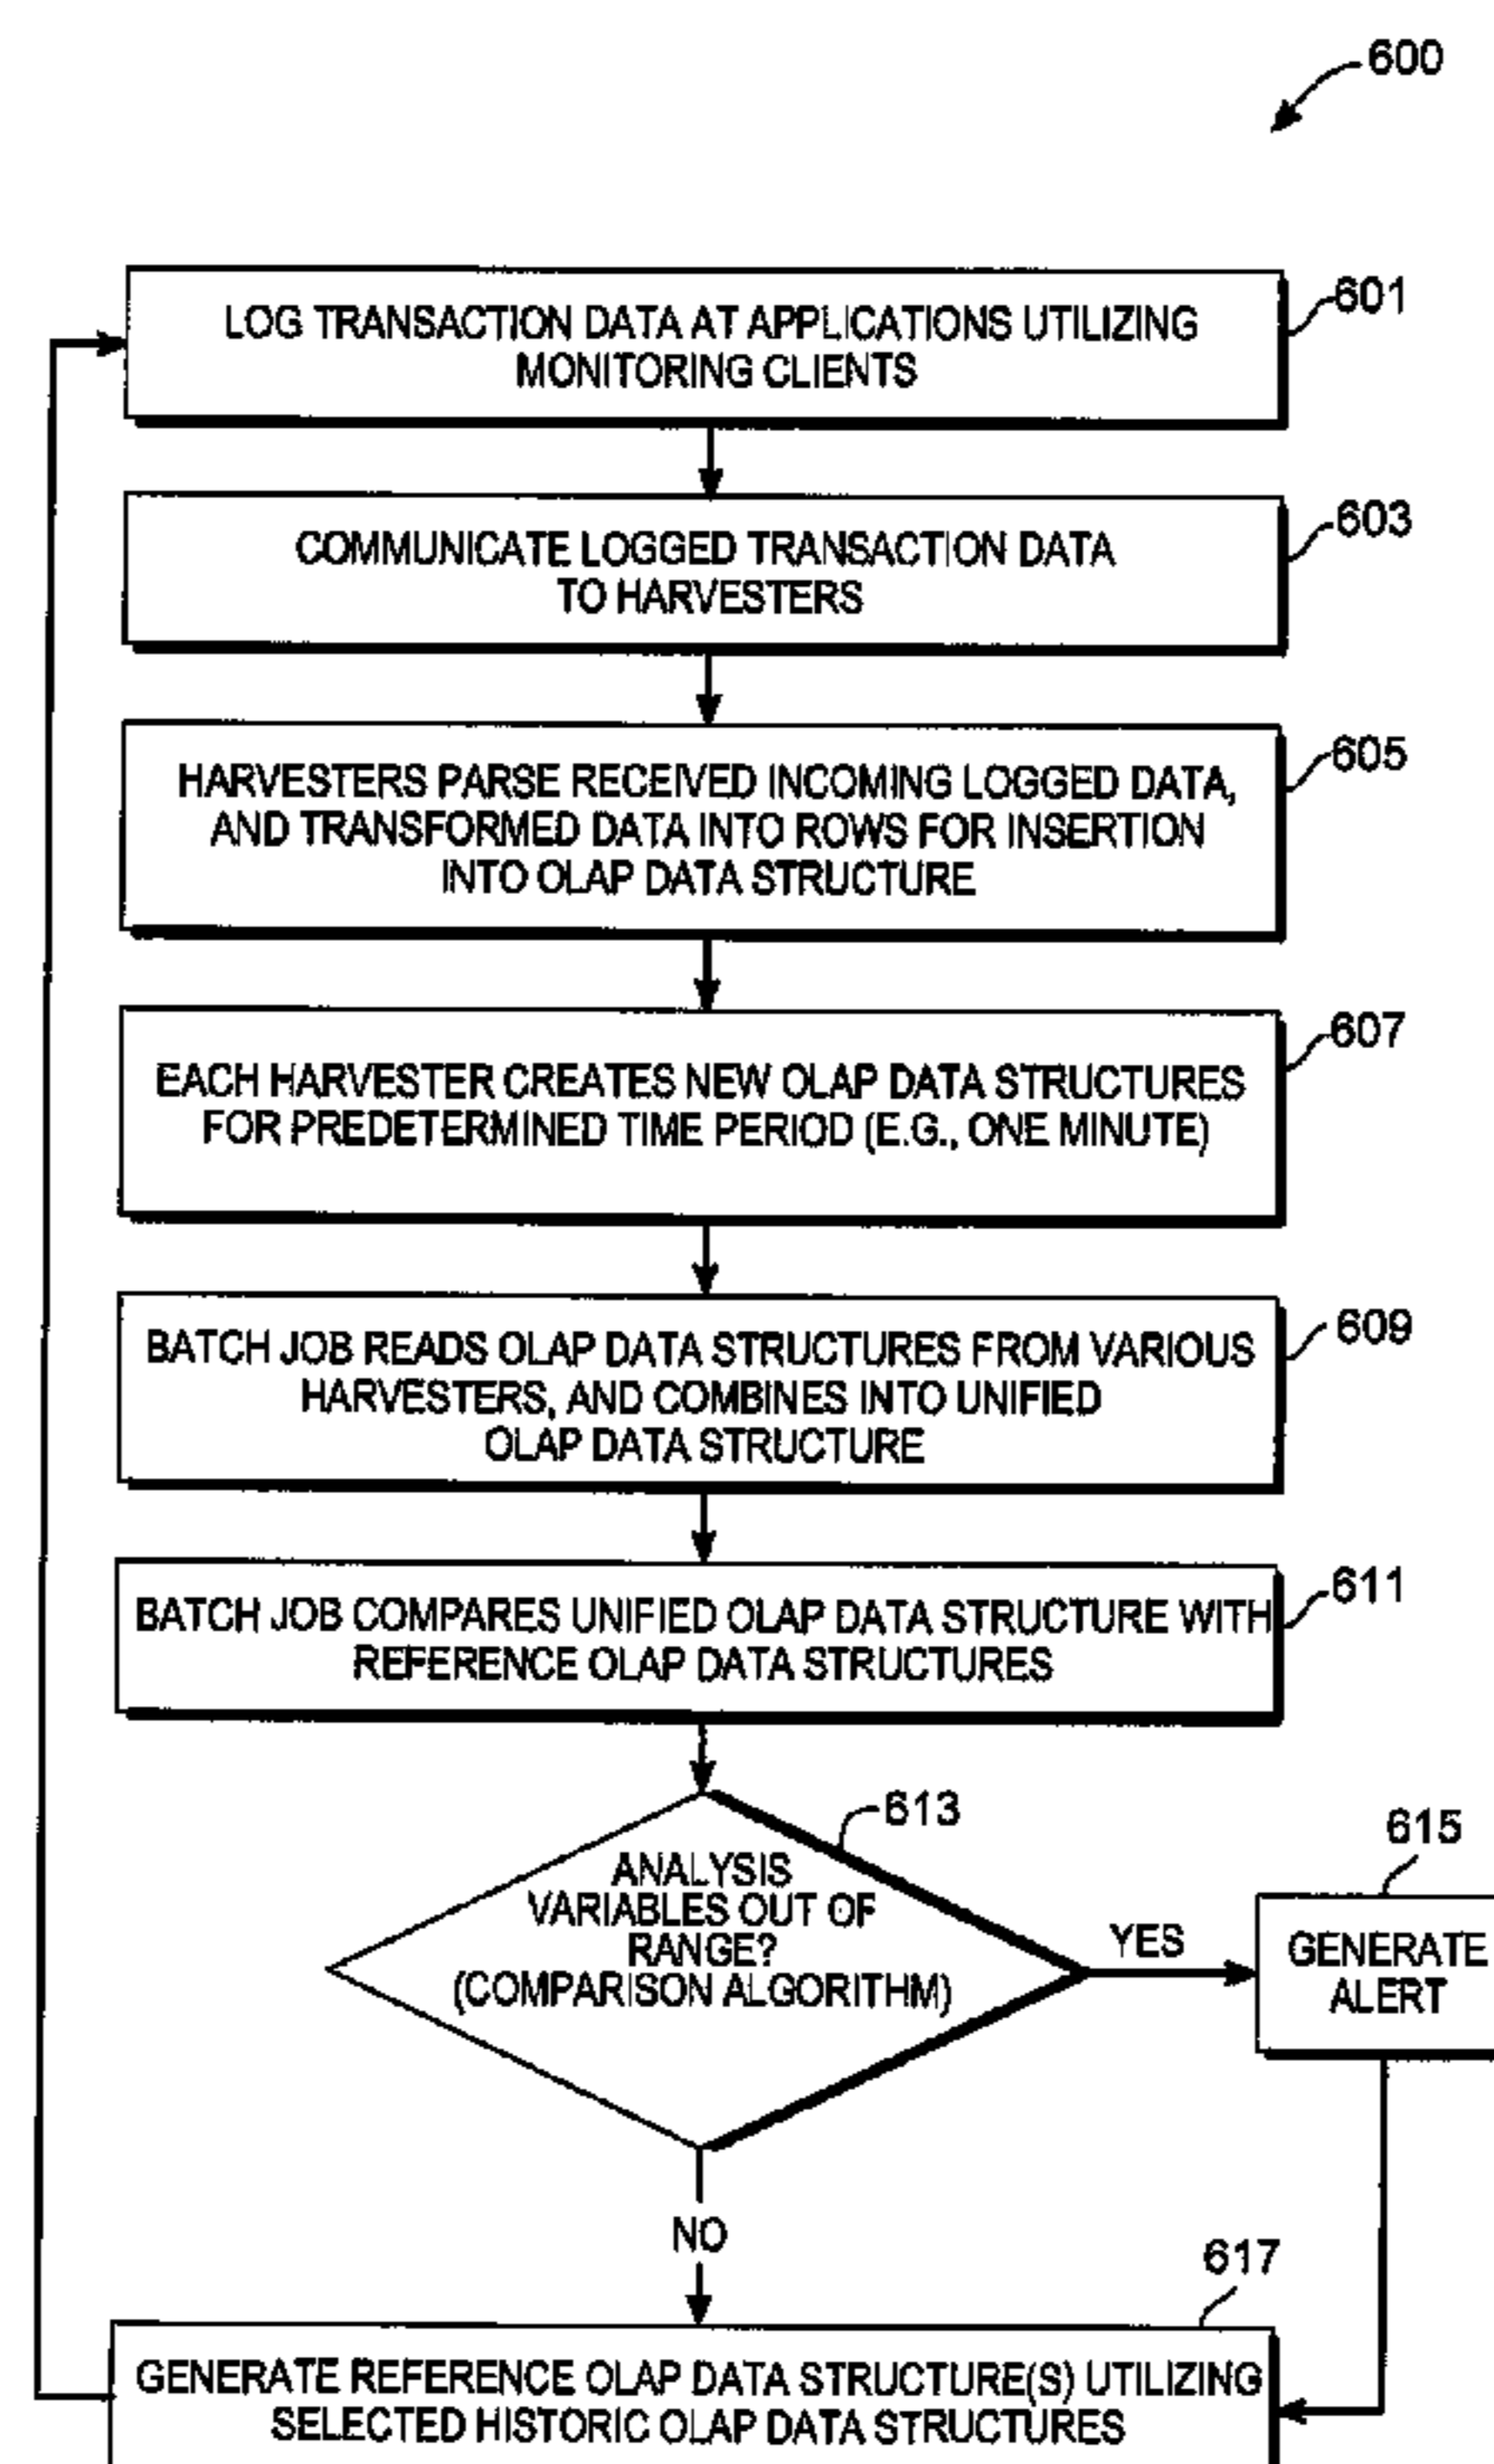 600
LOG TRANSACTION DATA AT APPLICATIONS UTILIZING
MONITORING CLIENTS
601
COMMUNICATE LOGGED TRANSACTION DATA
TO HARVESTERS
603
HARVESTERS PARSE RECEIVED INCOMING LOGGED DATA,
AND TRANSFORMED DATA INTO ROWS FOR INSERTION
INTO OLAP DATA STRUCTURE
605
EACH HARVESTER CREATES NEW OLAP DATA STRUCTURES
FOR PREDETERMINED TIME PERIOD (E.G., ONE MINUTE)
607
BATCH JOB READS OLAP DATA STRUCTURES FROM VARIOUS
HARVESTERS, AND COMBINES INTO UNIFIED
OLAP DATA STRUCTURE
609
BATCH JOB COMPARES UNIFIED OLAP DATA STRUCTURE WITH
REFERENCE OLAP DATA STRUCTURES
611
ANALYSIS
VARIABLES OUT OF
RANGE?
(COMPARISON ALGORITHM)
613
YES
615
GENERATE
ALERT
NO
617
GENERATE REFERENCE OLAP DATA STRUCTURE(S) UTILIZING
SELECTED HISTORIC OLAP DATA STRUCTURES